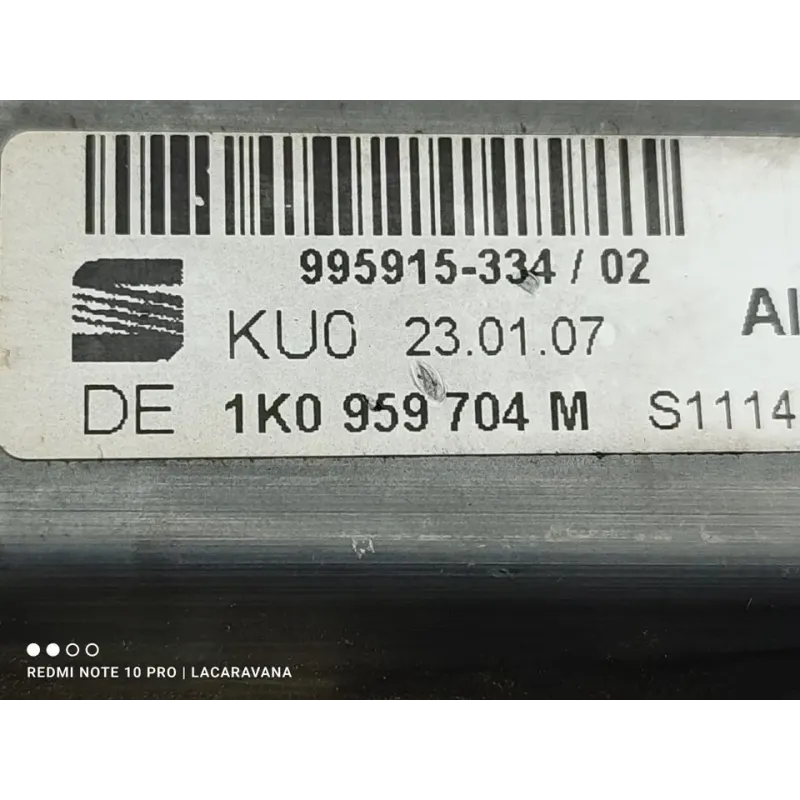 995915-334 / 02
KU0 23.01.07
DE 1K0 959 704 M S1114
REDMI NOTE 10 PRO | LACARAVANA